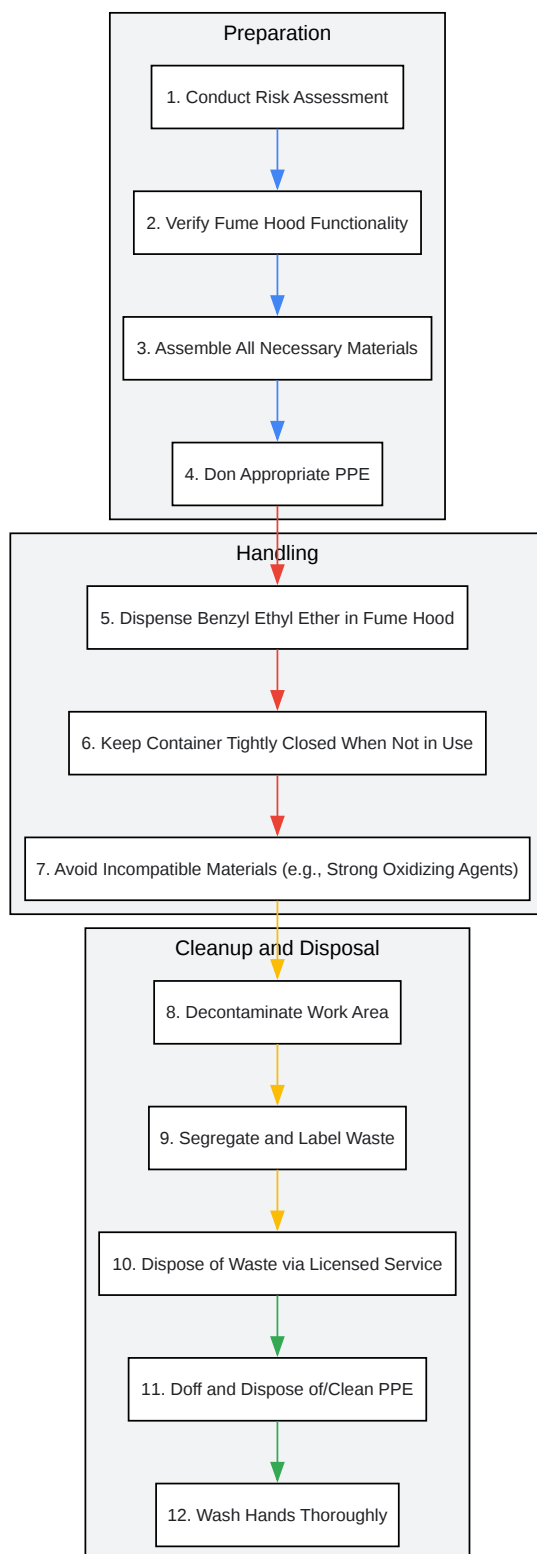 Preparation
1. Conduct Risk Assessment
2. Verify Fume Hood Functionality
3. Assemble All Necessary Materials
4. Don Appropriate PPE
Handling
5. Dispense Benzyl Ethyl Ether in Fume Hood
6. Keep Container Tightly Closed When Not in Use
7. Avoid Incompatible Materials (e.g., Strong Oxidizing Agents)
Cleanup and Disposal
8. Decontaminate Work Area
9. Segregate and Label Waste
10. Dispose of Waste via Licensed Service
11. Doff and Dispose of/Clean PPE
12. Wash Hands Thoroughly